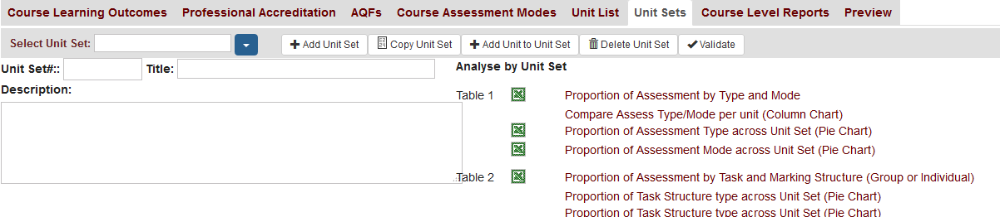 Course Learning Outcomes Professional Accreditation AQFs Course Assessment Modes Unit List Unit Sets Course Level Reports Preview
Select Unit Set: Add Unit Set Copy Unit Set Add Unit to Unit Set Delete Unit Set Validate
Unit Set#:: Title:
Description:
Analyse by Unit Set
Table 1 Proportion of Assessment by Type and Mode
Compare Assess Type/Mode per unit (Column Chart)
Proportion of Assessment Type across Unit Set (Pie Chart)
Proportion of Assessment Mode across Unit Set (Pie Chart)
Table 2 Proportion of Assessment by Task and Marking Structure (Group or Individual)
Proportion of Task Structure type across Unit Set (Pie Chart)
Proportion of Task Structure type across Unit Set (Pie Chart)